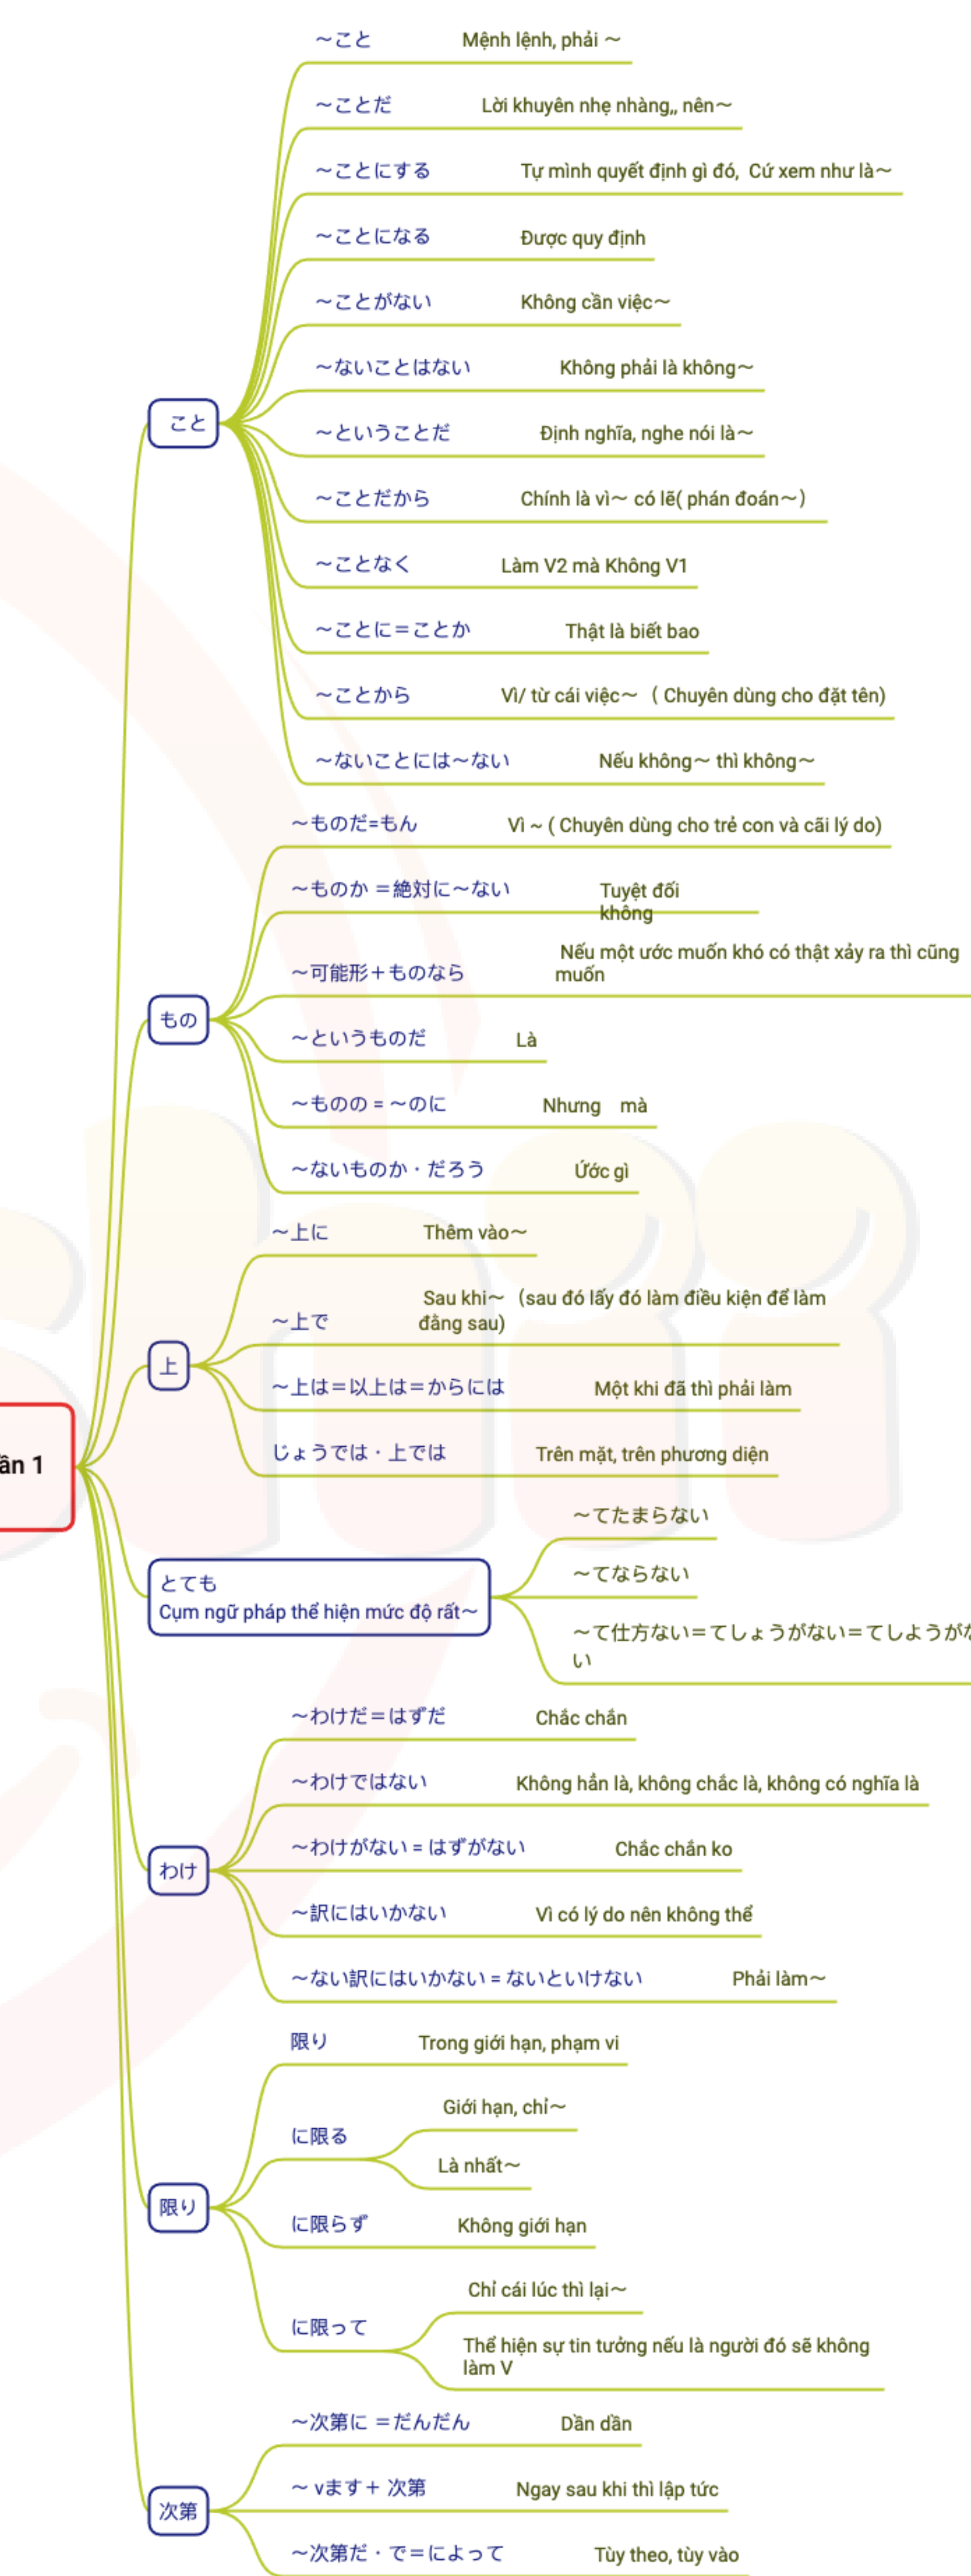 ～こと Mệnh lệnh, phải ～
～ことだ Lời khuyên nhẹ nhàng,, nên～
～ことにする Tự mình quyết định gì đó, Cứ xem như là～
～ことになる Được quy định
～ことがない Không cần việc～
～ないことはない Không phải là không～
こと
～ということだ Định nghĩa, nghe nói là～
～ことだから Chính là vì～ có lẽ( phán đoán～)
～ことなく Làm V2 mà Không V1
～ことに＝ことか Thật là biết bao
～ことから Vì/ từ cái việc～ ( Chuyên dùng cho đặt tên)
～ないことには～ない Nếu không～ thì không～
～ものだ=もん Vì ~ ( Chuyên dùng cho trẻ con và cãi lý do)
～ものか ＝絶対に～ない Tuyệt đối
không
～可能形＋ものなら Nếu một ước muốn khó có thật xảy ra thì cũng
muốn
もの
～というものだ Là
～ものの = ～のに Nhưng mà
～ないものか・だろう Ước gì
～上に Thêm vào～
～上で Sau khi～ (sau đó lấy đó làm điều kiện để làm
đằng sau)
上
～上は＝以上は＝からには Một khi đã thì phải làm
じょうでは・上では Trên mặt, trên phương diện
ần 1
とても
Cụm ngữ pháp thể hiện mức độ rất～
～てたまらない
～てならない
～て仕方ない＝てしょうがない＝てしようがな
い
～わけだ＝はずだ Chắc chắn
～わけではない Không hẳn là, không chắc là, không có nghĩa là
～わけがない = はずがない Chắc chắn ko
わけ
～訳にはいかない Vì có lý do nên không thể
～ない訳にはいかない = ないといけない Phải làm～
限り Trong giới hạn, phạm vi
に限る Giới hạn, chỉ～
Là nhất～
限り
に限らず Không giới hạn
に限って Chỉ cái lúc thì lại～
Thể hiện sự tin tưởng nếu là người đó sẽ không
làm V
～次第に ＝だんだん Dần dần
～ vます＋ 次第 Ngay sau khi thì lập tức
次第
～次第だ・で＝によって Tùy theo, tùy vào